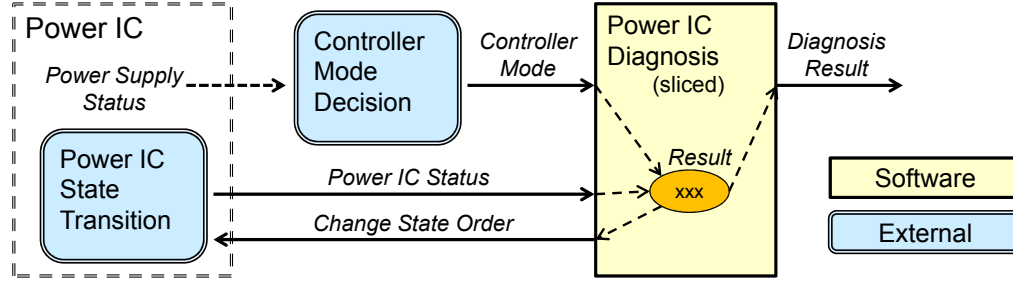 Power IC
Power Supply
Status
Power IC
State
Transition
Controller
Mode
Decision
Controller
Mode
Power IC Status
Change State Order
Power IC
Diagnosis
(sliced)
Result
xxx
Diagnosis
Result
Software
External